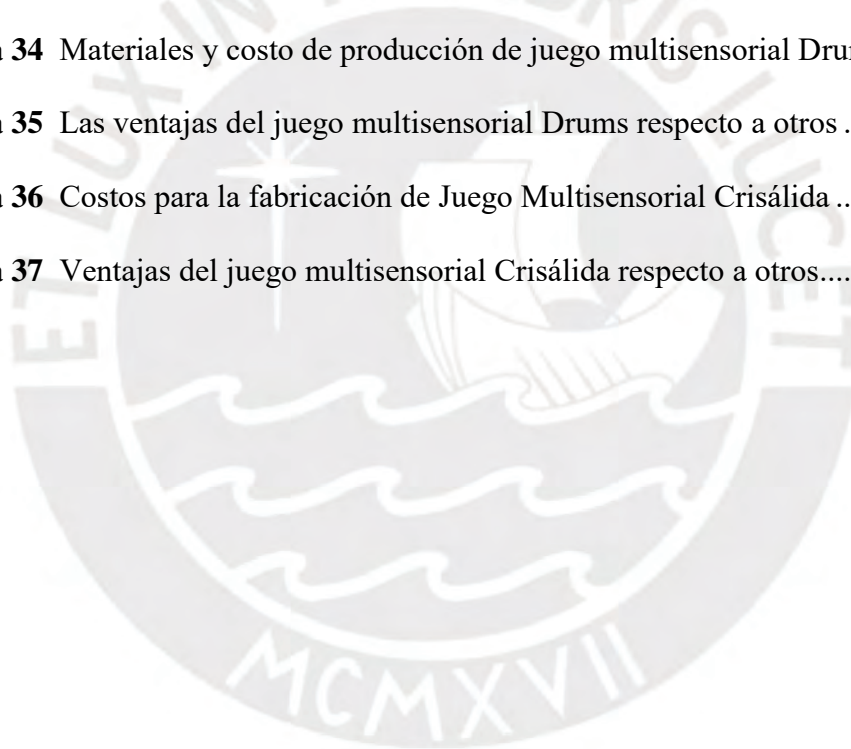 a 34 Materiales y costo de producción de juego multisensorial Dru
a 35 Las ventajas del juego multisensorial Drums respecto a otros .
a 36 Costos para la fabricación de Juego Multisensorial Crisálida ..
a 37 Ventajas del juego multisensorial Crisálida respecto a otros....
MCMXVII